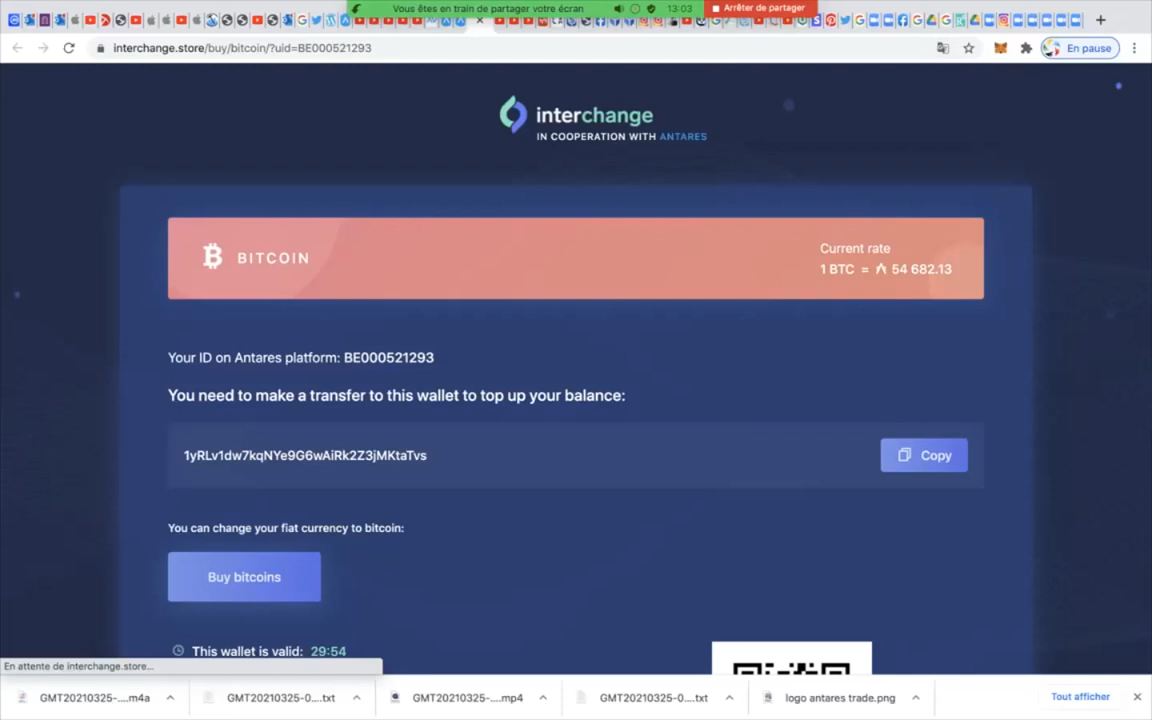 Vous êtes en train de partager votre écran
13:03
Arrêter de partager
interchange.store/buy/bitcoin/?uid=BE000521293
En pause
interchange
IN COOPERATION WITH ANTARES
BITCOIN
Current rate
1 BTC = 54 682.13
Your ID on Antares platform: BE000521293
You need to make a transfer to this wallet to top up your balance:
1yRLv1dw7kqNYe9G6wAiRk2Z3jMKtaTvs
Copy
You can change your fiat currency to bitcoin:
Buy bitcoins
This wallet is valid: 29:54
En attente de interchange.store...
GMT20210325-....m4a
GMT20210325-0....txt
GMT20210325-....mp4
GMT20210325-0....txt
logo antares trade.png
Tout afficher